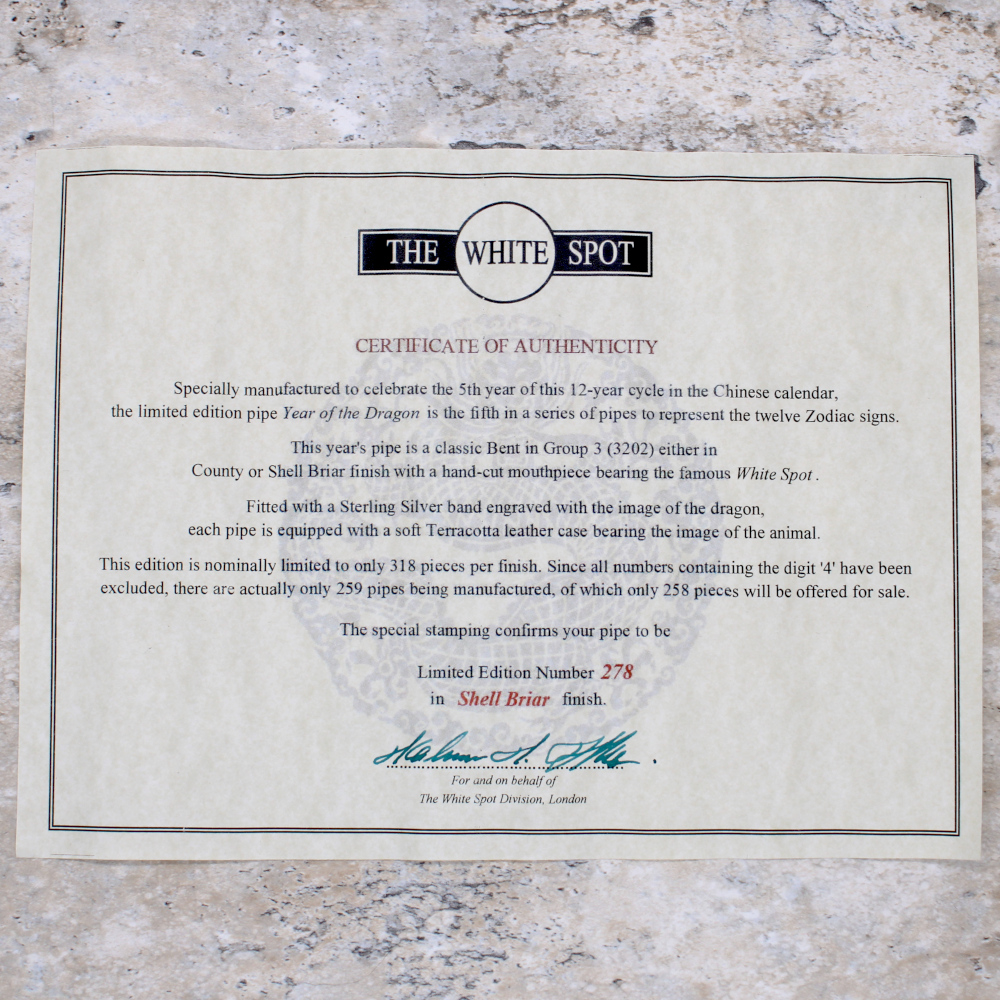 THE WHITE SPOT
CERTIFICATE OF AUTHENTICITY
Specially manufactured to celebrate the 5th year of this 12-year cycle in the Chinese calendar,
the limited edition pipe Year of the Dragon is the fifth in a series of pipes to represent the twelve Zodiac signs.
This year's pipe is a classic Bent in Group 3 (3202) either in
County or Shell Briar finish with a hand-cut mouthpiece bearing the famous White Spot.
Fitted with a Sterling Silver band engraved with the image of the dragon,
each pipe is equipped with a soft Terracotta leather case bearing the image of the animal.
This edition is nominally limited to only 318 pieces per finish. Since all numbers containing the digit '4' have been
excluded, there are actually only 259 pipes being manufactured, of which only 258 pieces will be offered for sale.
The special stamping confirms your pipe to be
Limited Edition Number 278
in Shell Briar finish.
For and on behalf of
The White Spot Division, London